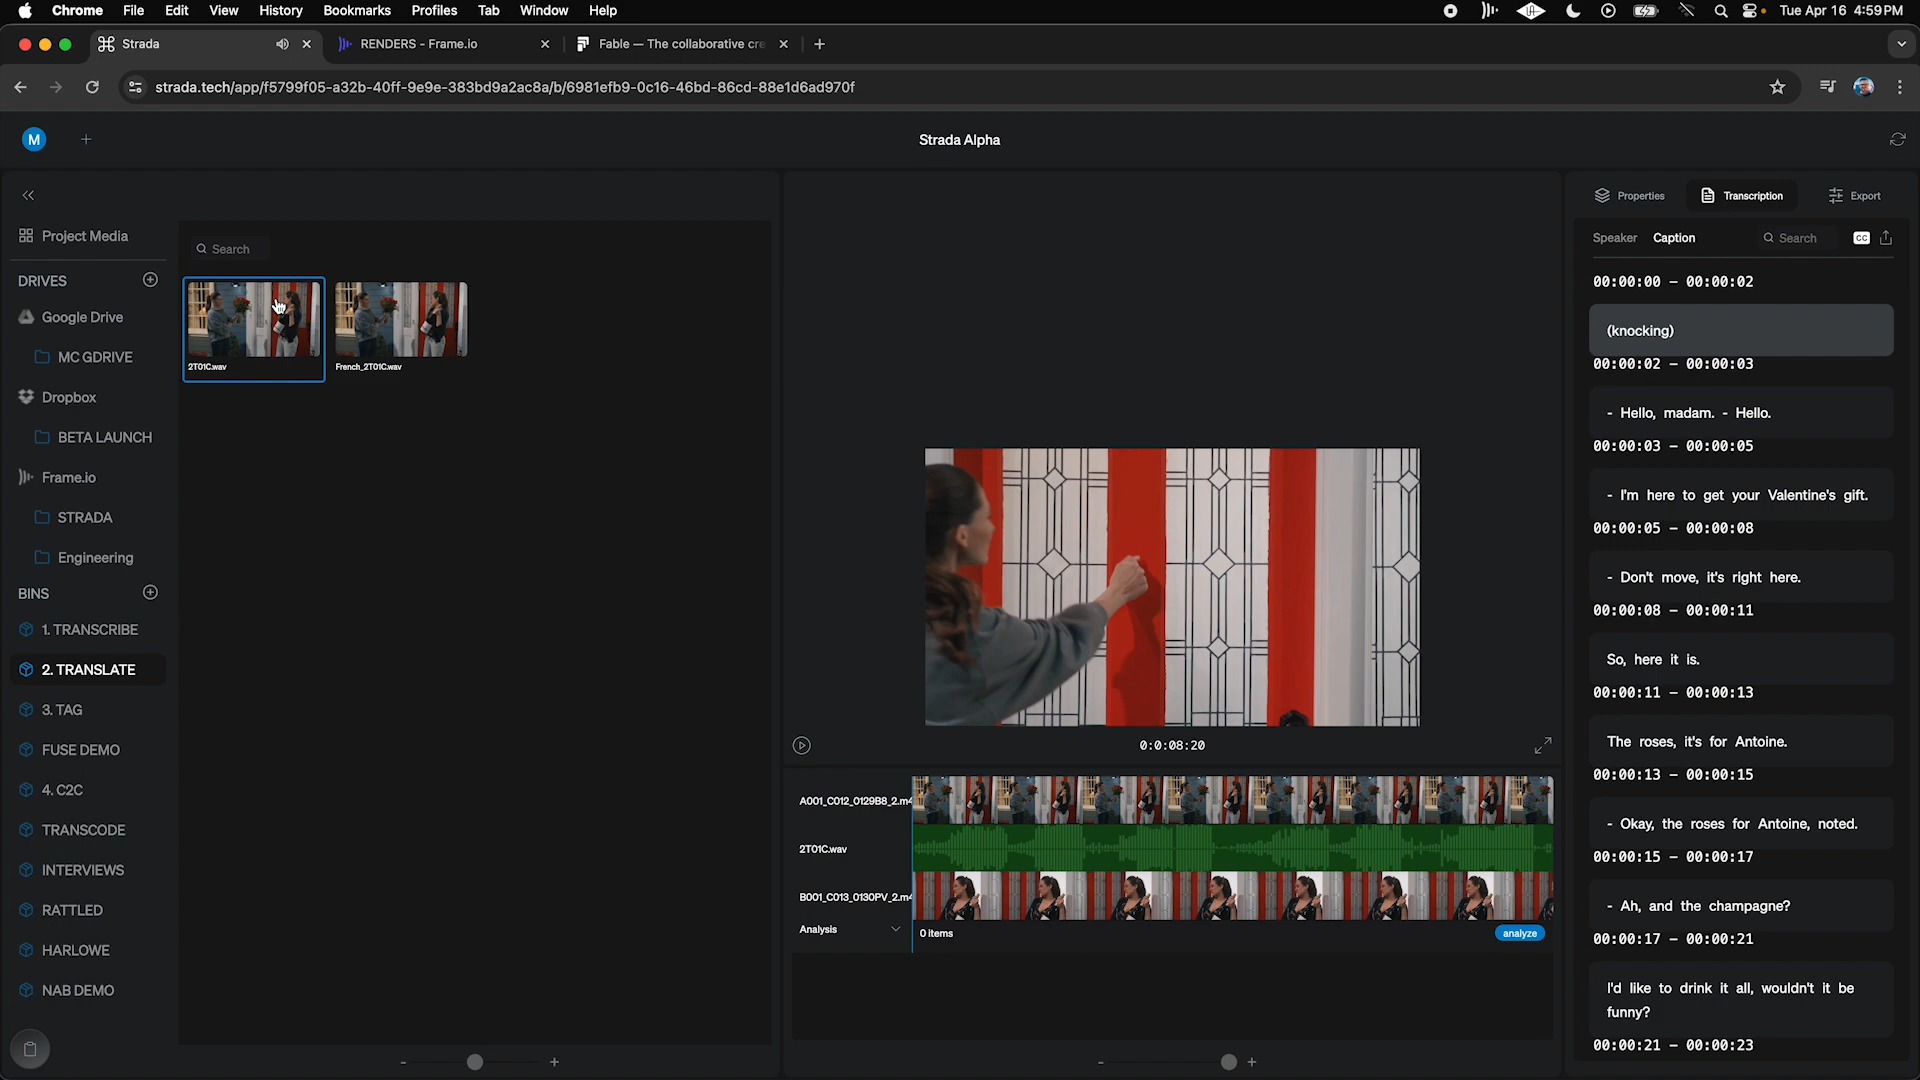 Chrome File Edit View History Bookmarks Profiles Tab Window Help Tue Apr 16 4:59 PM
Strada RENDERS - Frame.io Fable — The collaborative cre
strada.tech/app/f5799f05-a32b-40ff-9e9e-383bd9a2ac8a/b/6981efb9-0c16-46bd-86cd-88e1d6ad970f
M + Strada Alpha
Project Media
DRIVES
Google Drive
MC GDRIVE
Dropbox
BETA LAUNCH
Frame.io
STRADA
Engineering
BINS
1. TRANSCRIBE
2. TRANSLATE
3. TAG
FUSE DEMO
4. C2C
TRANSCODE
INTERVIEWS
RATTLED
HARLOWE
NAB DEMO
Search
2T01C.wav French_2T01C.wav
- +
0:0:08:20
A001_C012_0129B8_2.m4
2T01C.wav
B001_C013_0130PV_2.m4
Analysis 0 items analyze
- +
Properties Transcription Export
Speaker Caption Search CC
00:00:00 – 00:00:02
(knocking)
00:00:02 – 00:00:03
- Hello, madam. - Hello.
00:00:03 – 00:00:05
- I'm here to get your Valentine's gift.
00:00:05 – 00:00:08
- Don't move, it's right here.
00:00:08 – 00:00:11
So, here it is.
00:00:11 – 00:00:13
The roses, it's for Antoine.
00:00:13 – 00:00:15
- Okay, the roses for Antoine, noted.
00:00:15 – 00:00:17
- Ah, and the champagne?
00:00:17 – 00:00:21
I'd like to drink it all, wouldn't it be
funny?
00:00:21 – 00:00:23